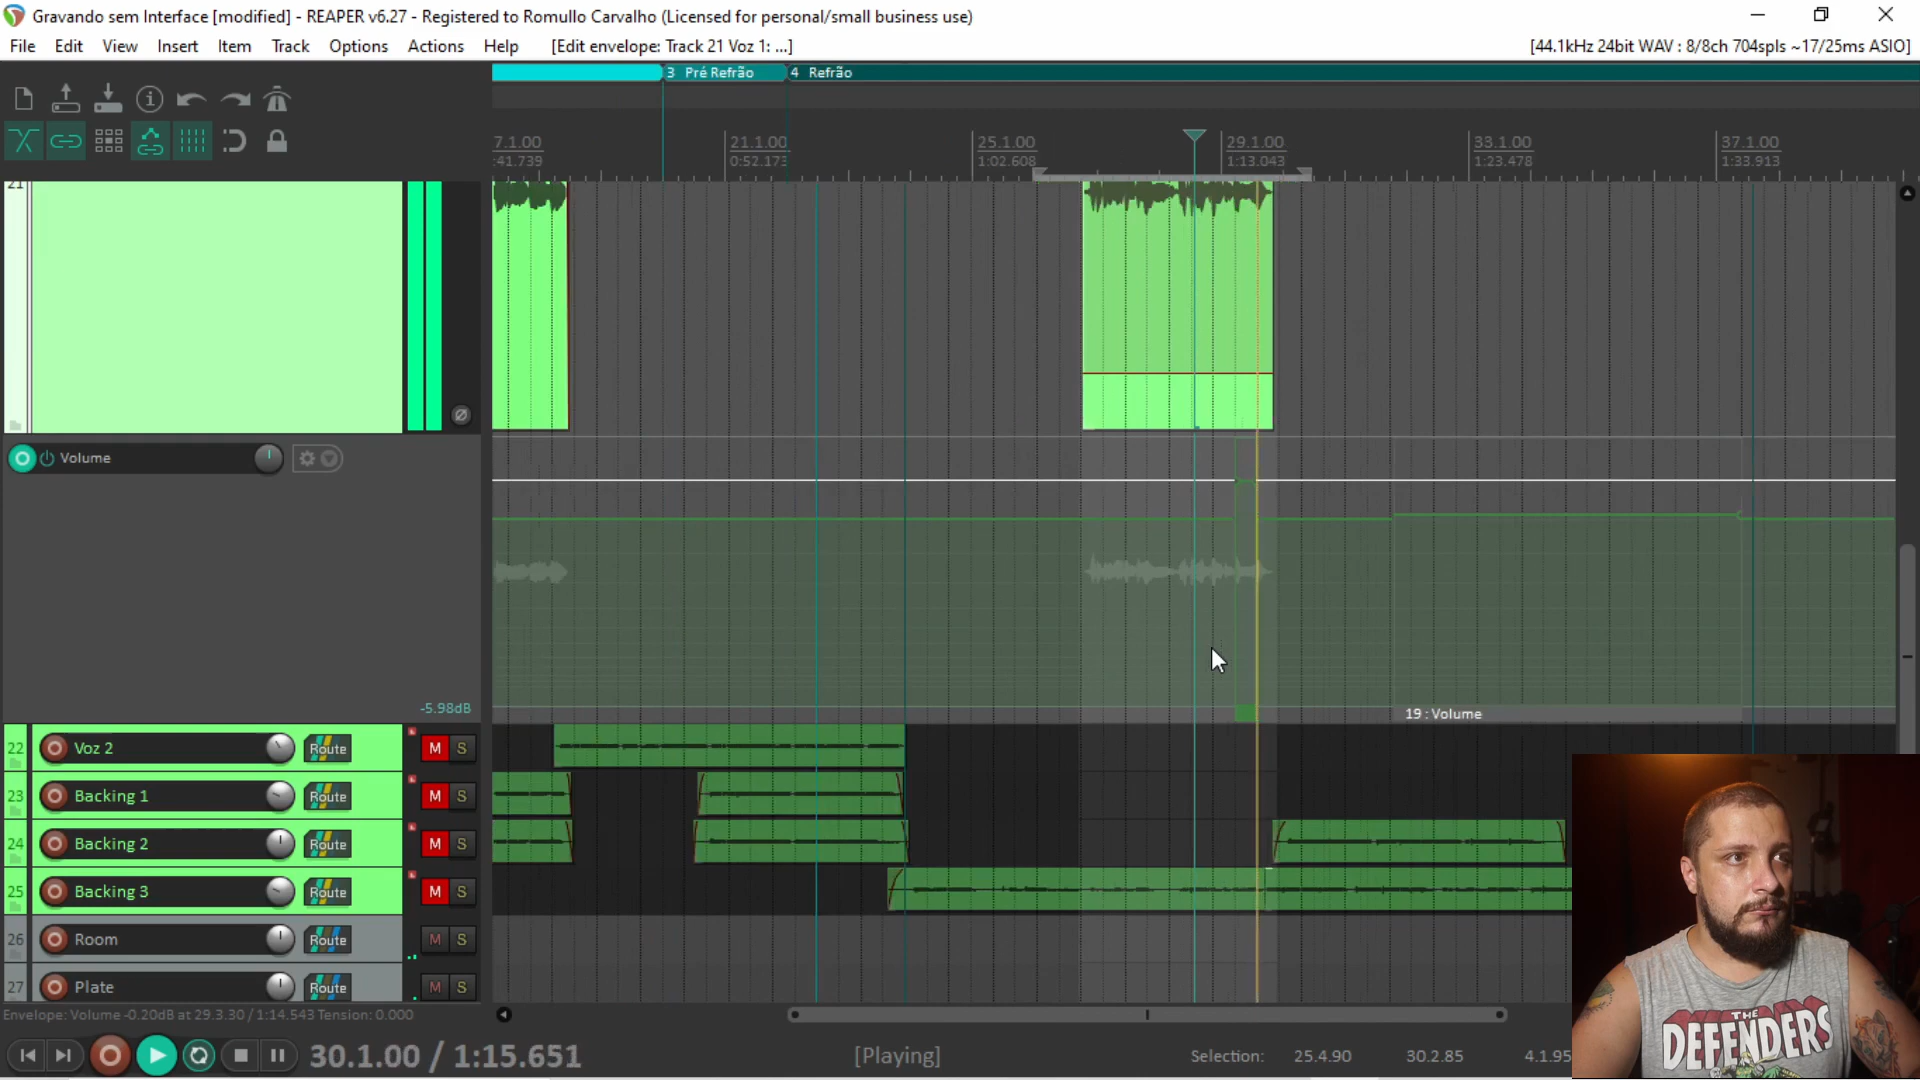 Gravando sem Interface [modified] - REAPER v6.27 - Registered to Romullo Carvalho (Licensed for personal/small business use)
File Edit View Insert Item Track Options Actions Help [Edit envelope: Track 21 Voz 1: ...] [44.1kHz 24bit WAV : 8/8ch 704spls ~17/25ms ASIO]
3 Pré Refrão 4 Refrão
7.1.00 21.1.00 25.1.00 29.1.00 33.1.00 37.1.00
:41.739 0:52.173 1:02.608 1:13.043 1:23.478 1:33.913
21
Volume
-5.98dB
19 : Volume
22 Voz 2 Route M S
23 Backing 1 Route M S
24 Backing 2 Route M S
25 Backing 3 Route M S
26 Room Route M S
27 Plate Route M S
Envelope: Volume -0.20dB at 29.3.30 / 1:14.543 Tension: 0.000
30.1.00 / 1:15.651 [Playing] Selection: 25.4.90 30.2.85 4.1.95
THE
DEFENDERS